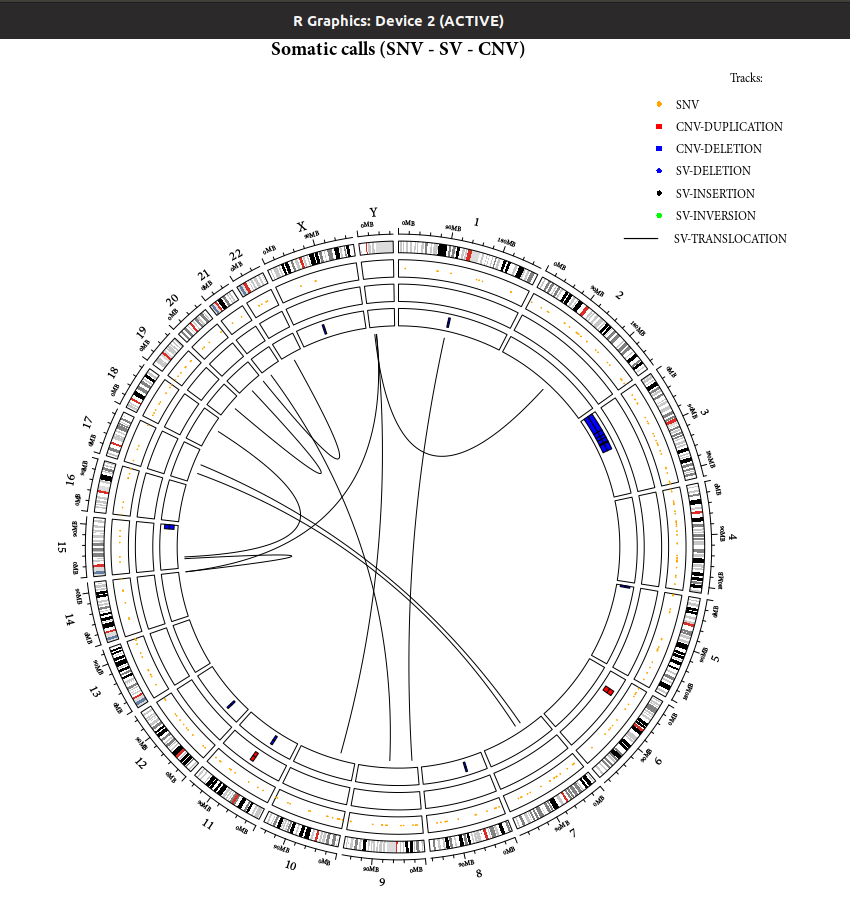 R Graphics: Device 2 (ACTIVE)
Somatic calls (SNV - SV - CNV)
Tracks:
SNV
CNV-DUPLICATION
CNV-DELETION
SV-DELETION
SV-INSERTION
SV-INVERSION
SV-TRANSLOCATION
1
0MB
90MB
180MB
2
0MB
90MB
180MB
3
0MB
90MB
180MB
4
0MB
90MB
180MB
5
0MB
90MB
180MB
6
0MB
90MB
7
0MB
90MB
8
0MB
90MB
9
0MB
90MB
10
0MB
90MB
11
0MB
90MB
12
0MB
90MB
13
0MB
90MB
14
0MB
90MB
15
0MB
90MB
16
0MB
90MB
17
0MB
18
0MB
19
0MB
20
0MB
21
0MB
22
0MB
X
0MB
90MB
Y
0MB